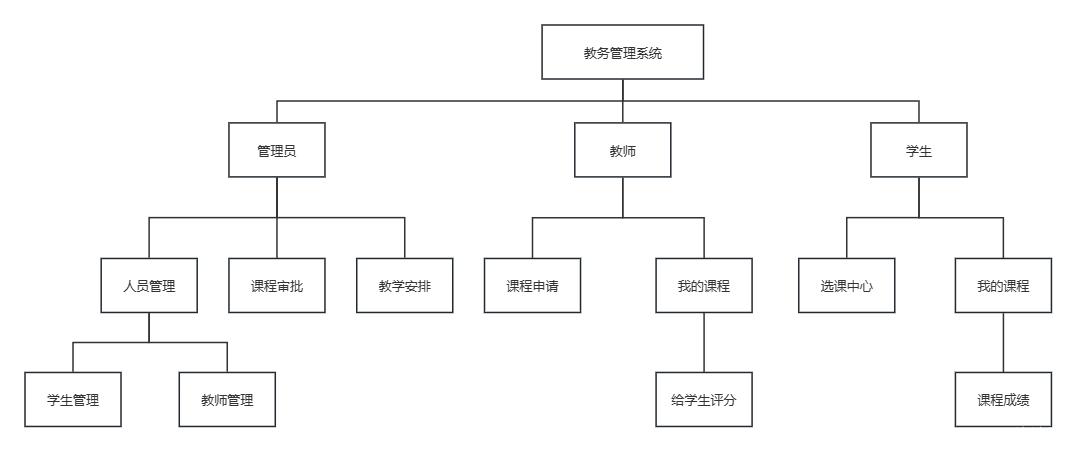 教务管理系统
管理员
教师
学生
人员管理
课程审批
教学安排
课程申请
我的课程
选课中心
我的课程
学生管理
教师管理
给学生评分
课程成绩